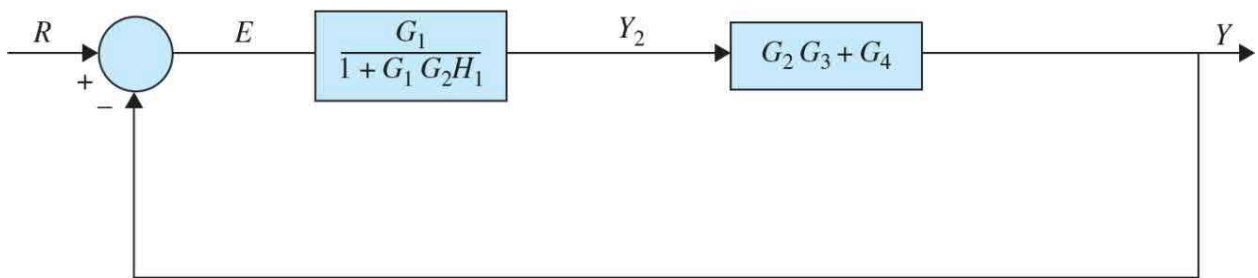 R
+
−
E
G₁
1 + G₁ G₂H₁
Y₂
G₂ G₃ + G₄
Y